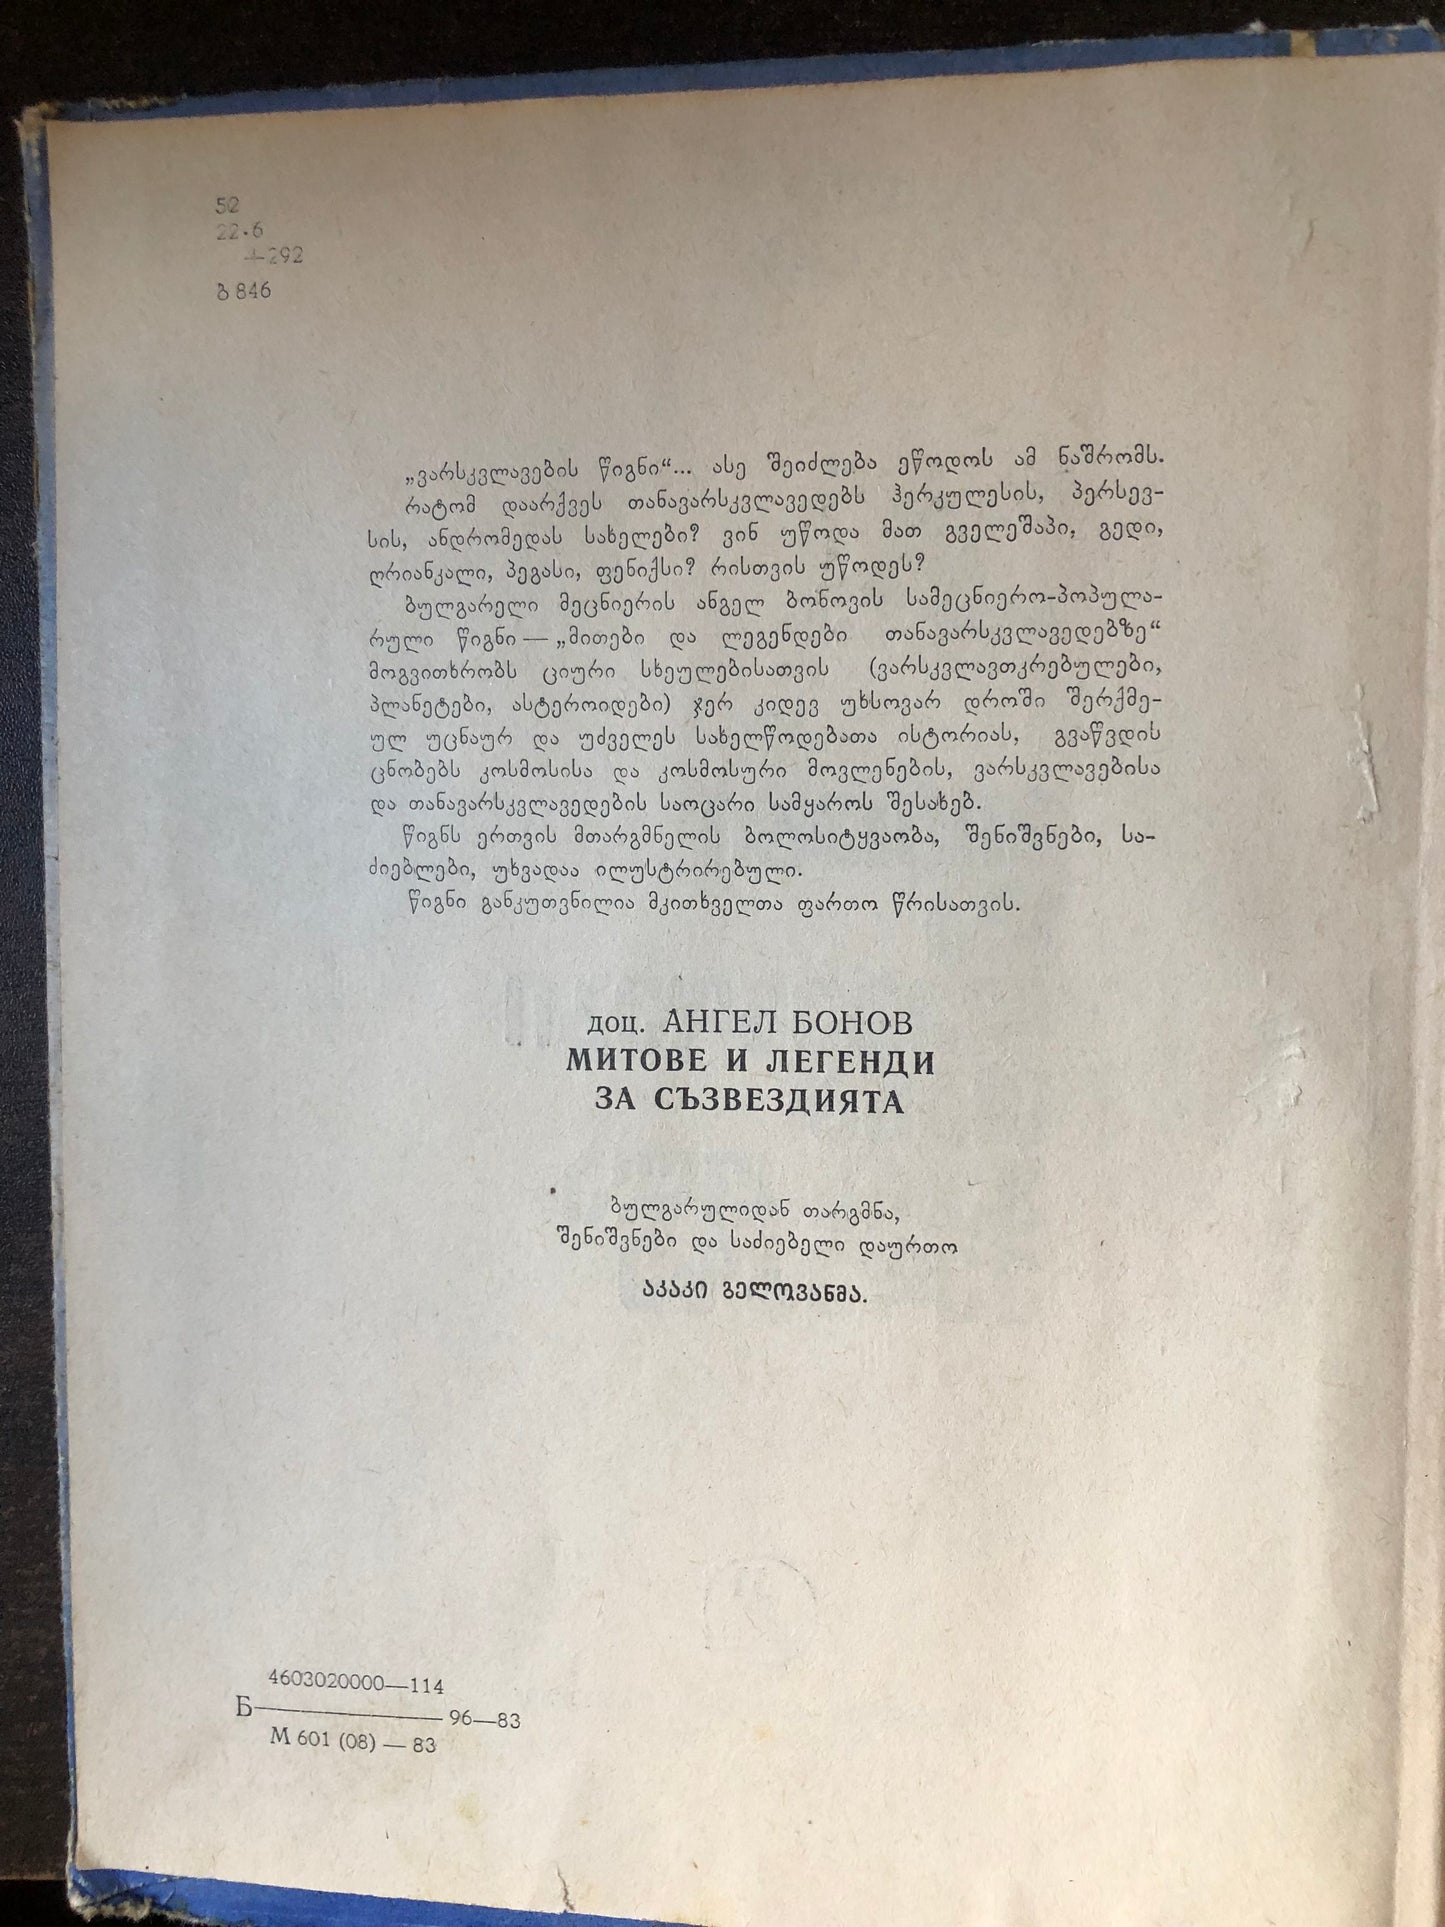 52
22.6
+292
ბ 846
„ვარსკვლავების წიგნი“... ასე შეიძლება ეწოდოს ამ ნაშრომს.
რატომ დაარქვეს თანავარსკვლავედებს ჰერკულესის, პერსევ-
სის, ანდრომედას სახელები? ვინ უწოდა მათ გველეშაპი, გედი,
ღრიანკალი, პეგასი, ფენიქსი? რისთვის უწოდეს?
ბულგარელი მეცნიერის ანგელ ბონოვის სამეცნიერო-პოპულა-
რული წიგნი — „მითები და ლეგენდები თანავარსკვლავედებზე“
მოგვითხრობს ციური სხეულებისათვის (ვარსკვლავთკრებულები,
პლანეტები, ასტეროიდები) ჯერ კიდევ უხსოვარ დროში შერქმე-
ულ უცნაურ და უძველეს სახელწოდებათა ისტორიას, გვაწვდის
ცნობებს კოსმოსისა და კოსმოსური მოვლენების, ვარსკვლავებისა
და თანავარსკვლავედების საოცარი სამყაროს შესახებ.
წიგნს ერთვის მთარგმნელის ბოლოსიტყვაობა, შენიშვნები, სა-
ძიებლები, უხვადაა ილუსტრირებული.
წიგნი განკუთვნილია მკითხველთა ფართო წრისათვის.
доц. АНГЕЛ БОНОВ
МИТОВЕ И ЛЕГЕНДИ
ЗА СЪЗВЕЗДИЯТА
ბულგარულიდან თარგმნა,
შენიშვნები და საძიებელი დაურთო
აკაკი გელოვანმა.
4603020000—114
Б — 96—83
М 601 (08) — 83